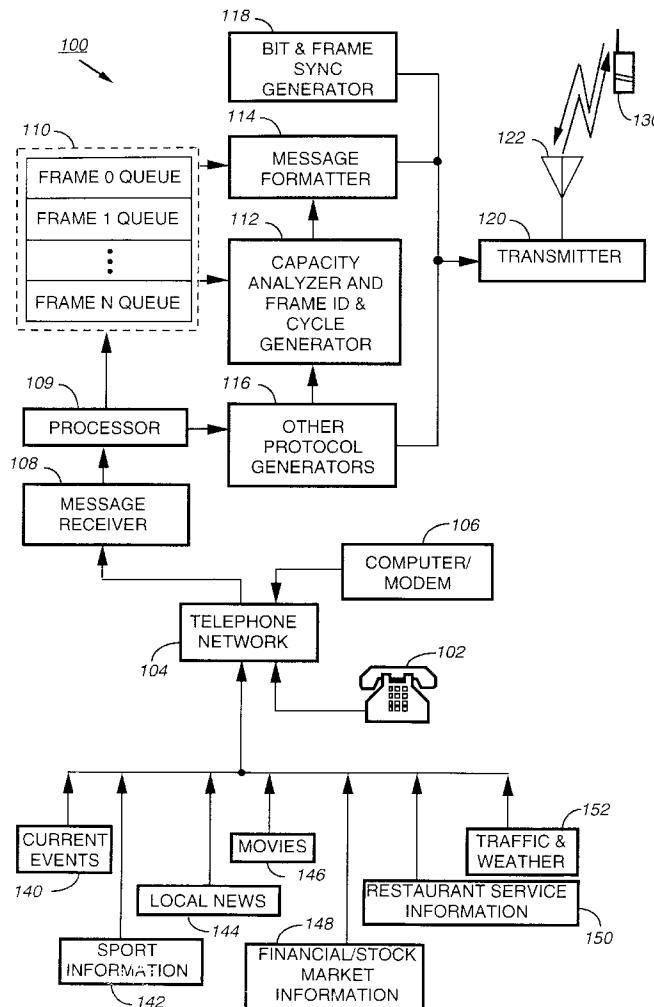 100
118
BIT & FRAME
SYNC
GENERATOR
110
114
MESSAGE
FORMATTER
FRAME 0 QUEUE
FRAME 1 QUEUE
FRAME N QUEUE
112
CAPACITY
ANALYZER AND
FRAME ID &
CYCLE
GENERATOR
130
122
120
TRANSMITTER
109
PROCESSOR
116
OTHER
PROTOCOL
GENERATORS
108
MESSAGE
RECEIVER
106
COMPUTER/
MODEM
TELEPHONE
NETWORK
104
102
CURRENT
EVENTS
140
MOVIES
146
152
TRAFFIC &
WEATHER
LOCAL NEWS
144
RESTAURANT SERVICE
INFORMATION
150
SPORT
INFORMATION
142
148
FINANCIAL/STOCK
MARKET
INFORMATION